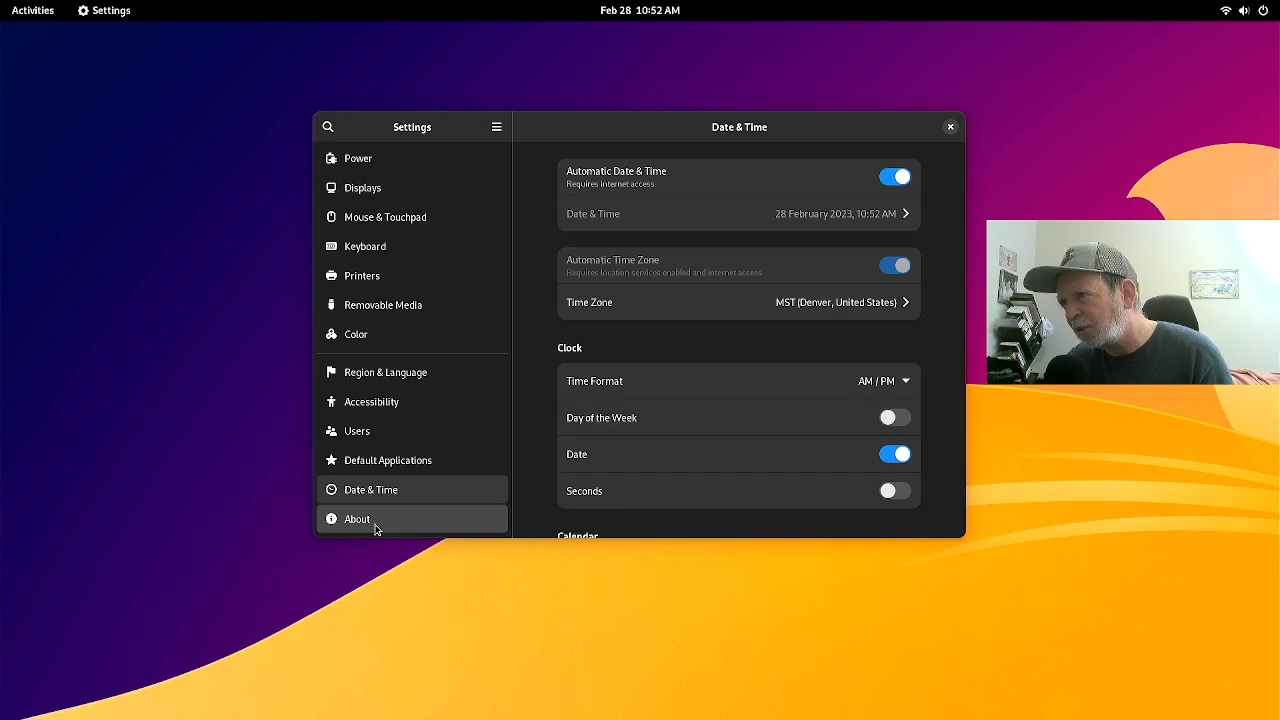 Activities
Settings
Feb 28 10:52 AM
Settings
Power
Displays
Mouse & Touchpad
Keyboard
Printers
Removable Media
Color
Region & Language
Accessibility
Users
Default Applications
Date & Time
About
Date & Time
Automatic Date & Time
Requires internet access
Date & Time
28 February 2023, 10:52 AM
Automatic Time Zone
Requires location services enabled and internet access
Time Zone
MST (Denver, United States)
Clock
Time Format
AM / PM
Day of the Week
Date
Seconds
Calendar